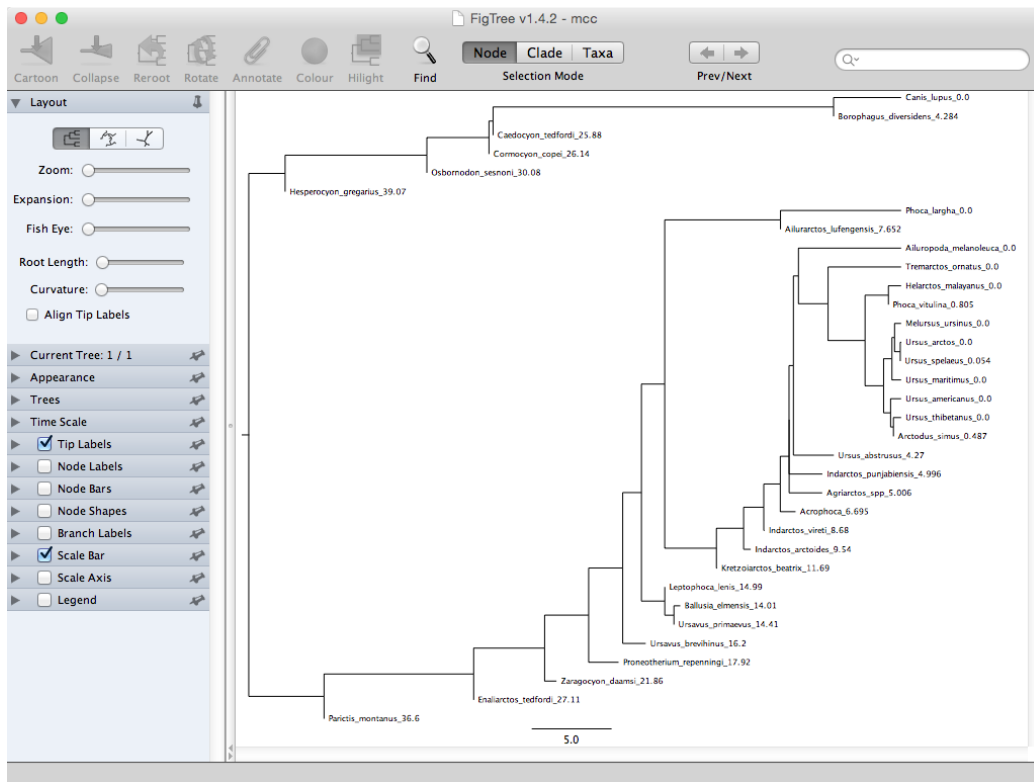 FigTree v1.4.2 - mcc
Cartoon Collapse Reroot Rotate Annotate Colour Hilight Find
Node Clade Taxa
Selection Mode
Prev/Next
Layout
Zoom:
Expansion:
Fish Eye:
Root Length:
Curvature:
Align Tip Labels
Current Tree: 1 / 1
Appearance
Trees
Time Scale
Tip Labels
Node Labels
Node Bars
Node Shapes
Branch Labels
Scale Bar
Scale Axis
Legend
Canis_lupus_0.0
Borophagus_diversidens_4.284
Caedocyon_tedfordi_25.88
Cormocyon_copei_26.14
Osbornodon_sesnoni_30.08
Hesperocyon_gregarius_39.07
Phoca_largha_0.0
Ailurarctos_lufengensis_7.652
Ailuropoda_melanoleuca_0.0
Tremarctos_ornatus_0.0
Helarctos_malayanus_0.0
Phoca_vitulina_0.805
Melursus_ursinus_0.0
Ursus_arctos_0.0
Ursus_spelaeus_0.054
Ursus_maritimus_0.0
Ursus_americanus_0.0
Ursus_thibetanus_0.0
Arctodus_simus_0.487
Ursus_abstrusus_4.27
Indarctos_punjabiensis_4.996
Agriarctos_spp_5.006
Acrophoca_6.695
Indarctos_vireti_8.68
Indarctos_arctoides_9.54
Kretzoiarctos_beatrix_11.69
Leptophoca_lenis_14.99
Ballusia_elmensis_14.01
Ursavus_primaevus_14.41
Ursavus_brevihinus_16.2
Proneotherium_repenningi_17.92
Zaragocyon_daamsi_21.86
Enaliarctos_tedfordi_27.11
Parictis_montanus_36.6
5.0